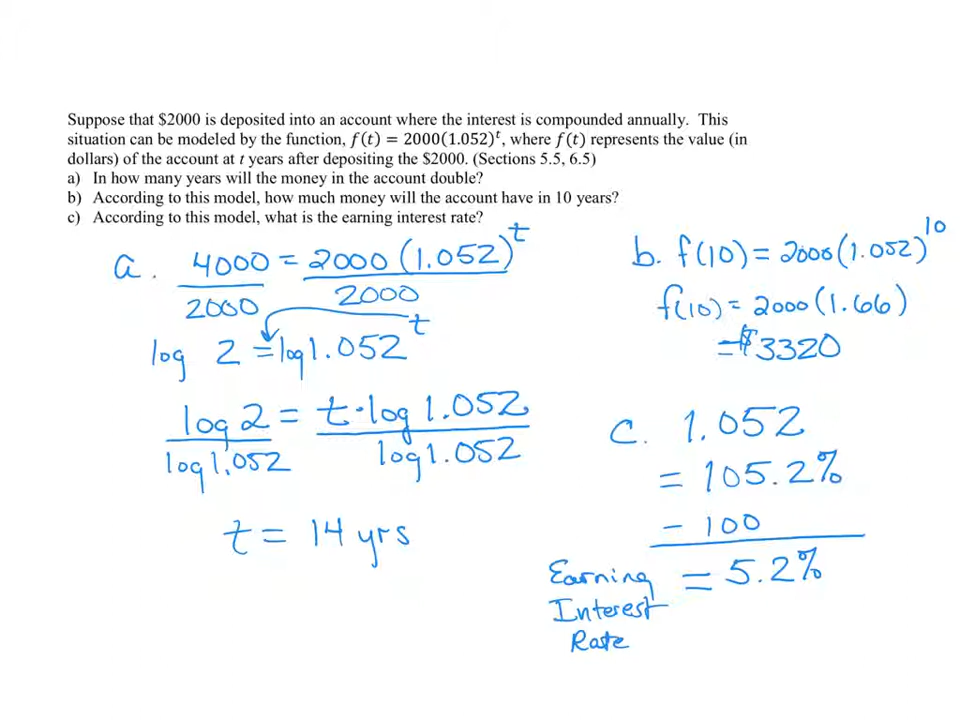 Suppose that $2000 is deposited into an account where the interest is compounded annually. This
situation can be modeled by the function, f(t) = 2000(1.052)^t, where f(t) represents the value (in
dollars) of the account at t years after depositing the $2000. (Sections 5.5, 6.5)
a) In how many years will the money in the account double?
b) According to this model, how much money will the account have in 10 years?
c) According to this model, what is the earning interest rate?
a. 4000 = 2000 (1.052)^t
2000 2000
log 2 = log 1.052^t
log 2 = t · log 1.052
log 1.052 log 1.052
t = 14 yrs
b. f(10) = 2000 (1.052)^10
f(10) = 2000 (1.66)
= $3320
c. 1.052
= 105.2%
- 100
Earning = 5.2%
Interest
Rate